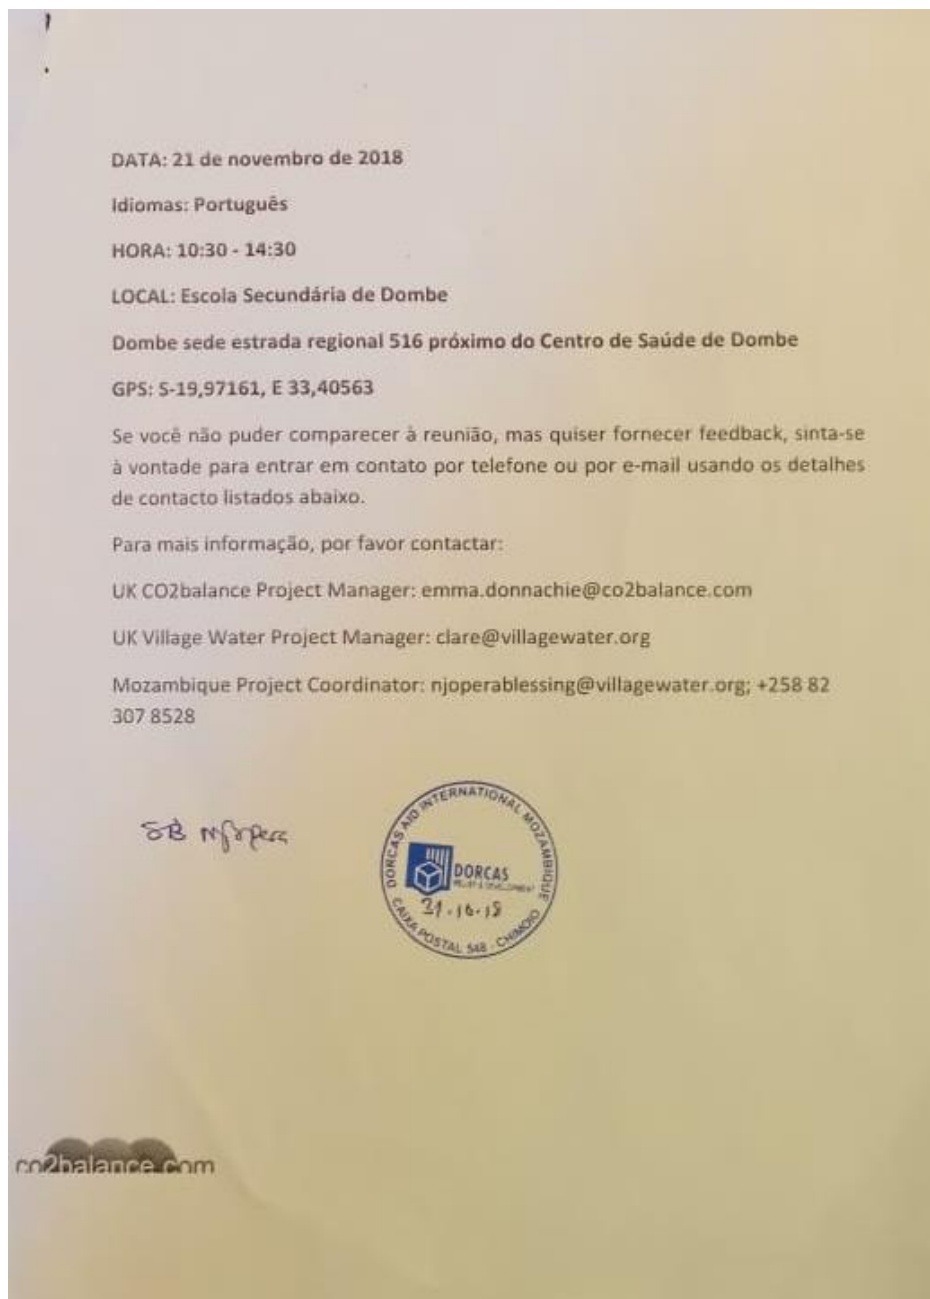 DATA: 21 de novembro de 2018
Idiomas: Português
HORA: 10:30 - 14:30
LOCAL: Escola Secundária de Dombe
Dombe sede estrada regional 516 próximo do Centro de Saúde de Dombe
GPS: S-19,97161, E 33,40563
Se você não puder comparecer à reunião, mas quiser fornecer feedback, sinta-se
à vontade para entrar em contato por telefone ou por e-mail usando os detalhes
de contacto listados abaixo.
Para mais informação, por favor contactar:
UK CO2balance Project Manager: emma.donnachie@co2balance.com
UK Village Water Project Manager: clare@villagewater.org
Mozambique Project Coordinator: njoperablessing@villagewater.org; +258 82
307 8528
SB Njopera
DORCAS AID INTERNATIONAL MOZAMBIQUE
DORCAS
RELIEF & DEVELOPMENT
CAIXA POSTAL 548 - CHIMOIO
co2balance.com